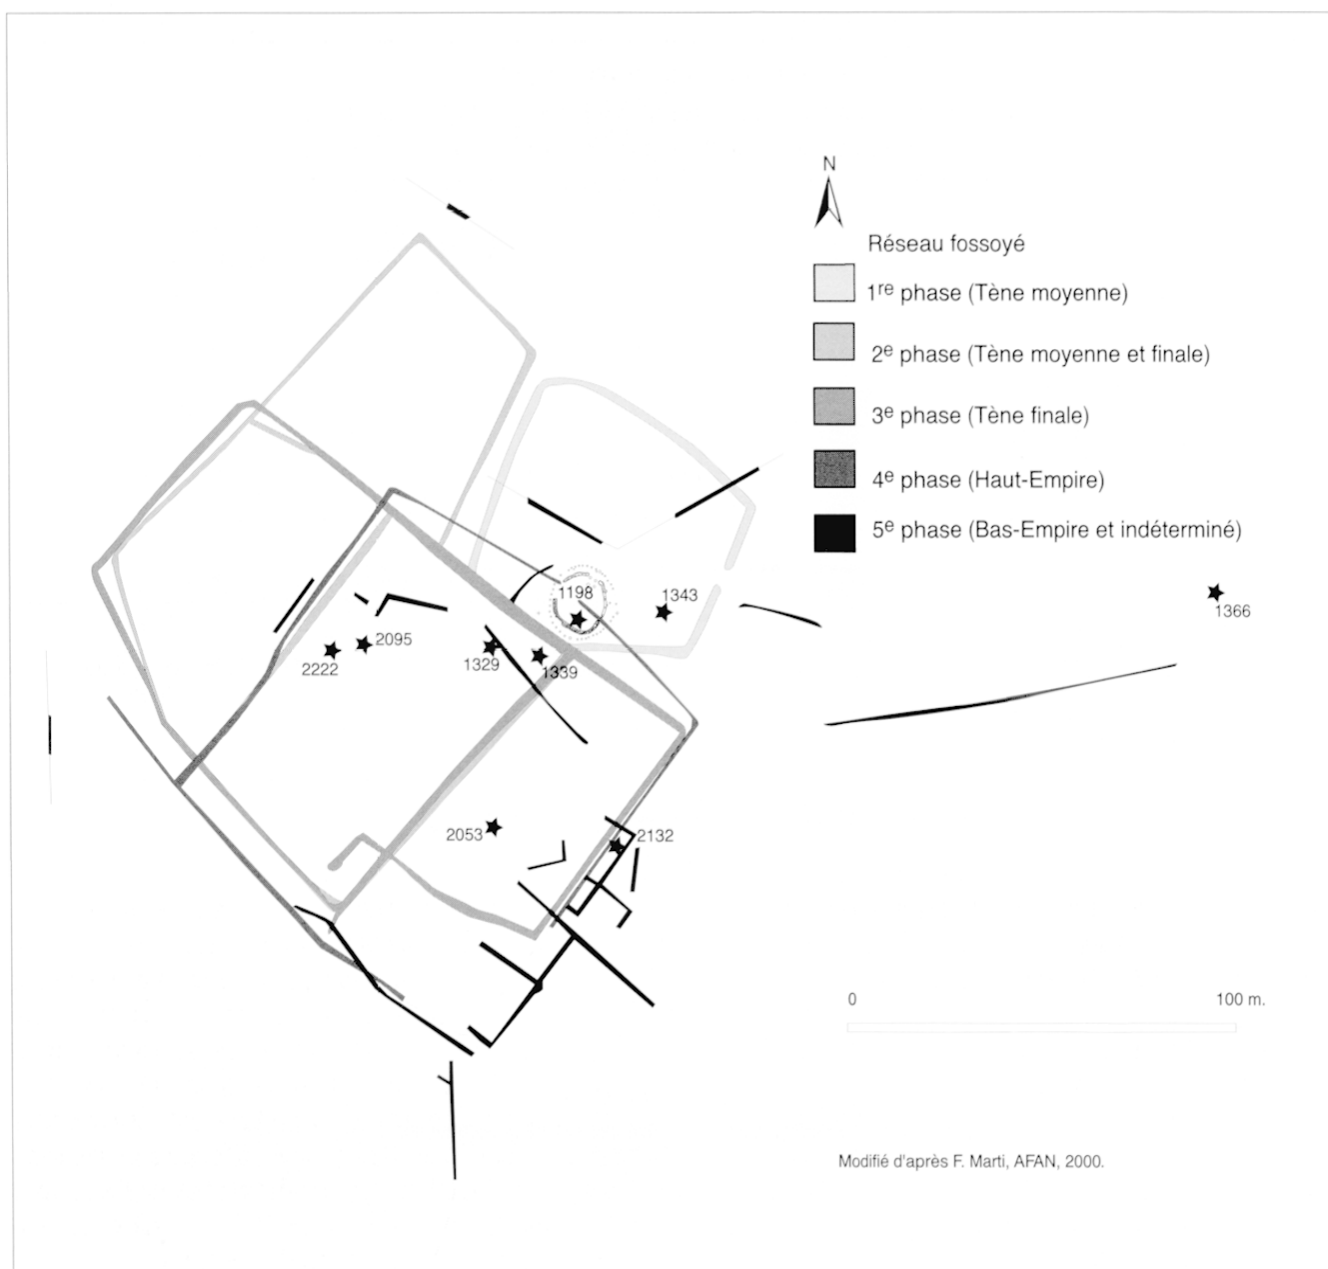 N
Réseau fossoyé
1re phase (Tène moyenne)
2e phase (Tène moyenne et finale)
3e phase (Tène finale)
4e phase (Haut-Empire)
5e phase (Bas-Empire et indéterminé)
1198
1343
1366
2095
2222
1329
1339
2053
2132
0
100 m.
Modifié d'après F. Marti, AFAN, 2000.